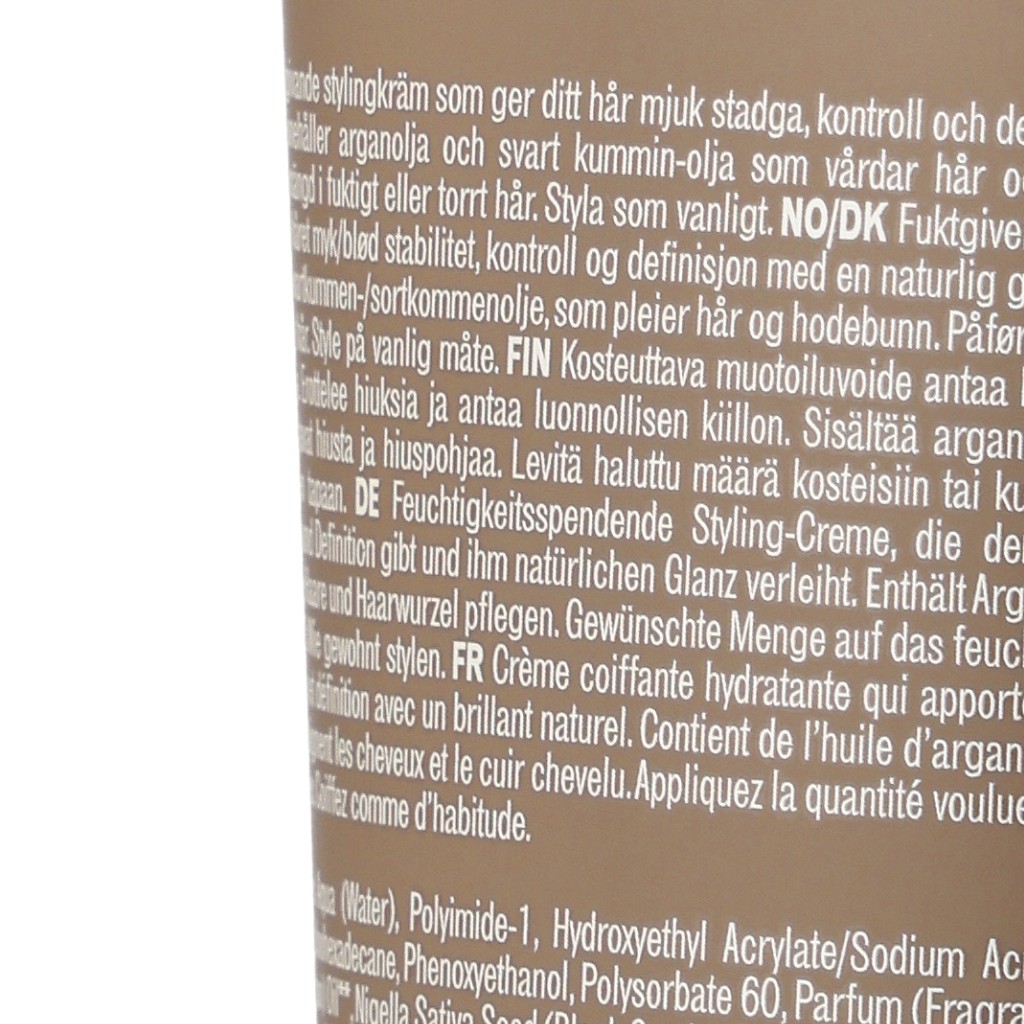 stylingkräm som ger ditt hår mjuk stadga, kontroll och
arganolja och svart kummin-olja som vårdar hår
i fuktigt eller torrt hår. Styla som vanligt. NO/DK Fuktgive
myk/blød stabilitet, kontroll og definisjon med en naturlig g
kummen-/sortkommenolje, som pleier hår og hodebunn. Påfør
Style på vanlig måte. FIN Kosteuttava muotoiluvoide antaa
hiuksia ja antaa luonnollisen kiillon. Sisältää argan
hiusta ja hiuspohjaa. Levitä haluttu määrä kosteisiin tai ku
tapaan. DE Feuchtigkeitsspendende Styling-Creme, die de
Definition gibt und ihm natürlichen Glanz verleiht. Enthält Arg
und Haarwurzel pflegen. Gewünschte Menge auf das feuc
gewohnt stylen. FR Crème coiffante hydratante qui apport
définition avec un brillant naturel. Contient de l'huile d'argan
les cheveux et le cuir chevelu. Appliquez la quantité voulue
Coiffez comme d'habitude.
Aqua (Water), Polyimide-1, Hydroxyethyl Acrylate/Sodium Ac
Phenoxyethanol, Polysorbate 60, Parfum (Fragra
Oil**, Nigella Sativa Seed